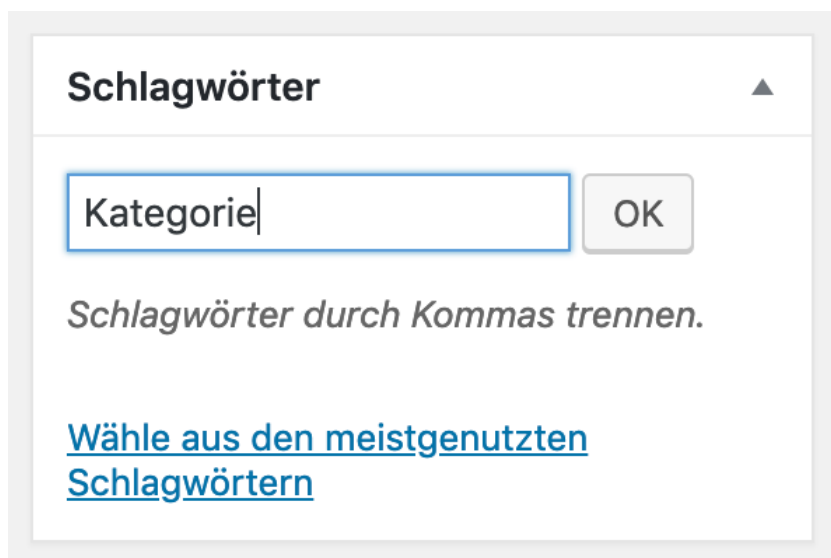 Schlagwörter
Kategorie
OK
Schlagwörter durch Kommas trennen.
Wähle aus den meistgenutzten
Schlagwörtern